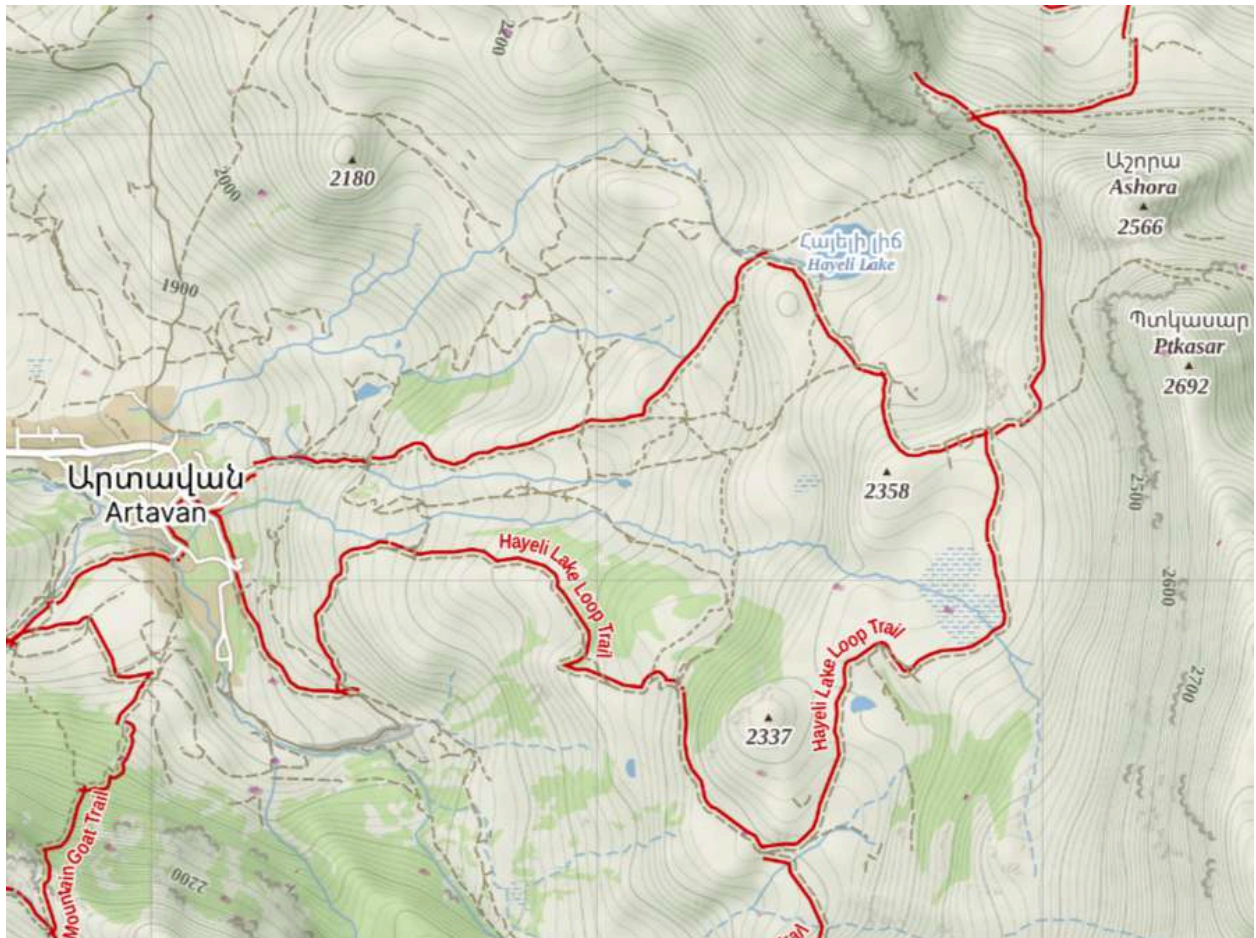 2200
2180
2000
Աշորա
Ashora
2566
Հայելի լիճ
Hayeli Lake
1900
Պտկասար
Ptkasar
2692
Արտավան
Artavan
2358
2500
Hayeli Lake Loop Trail
2600
Hayeli Lake Loop Trail
2700
2337
Mountain Goat Trail
2200